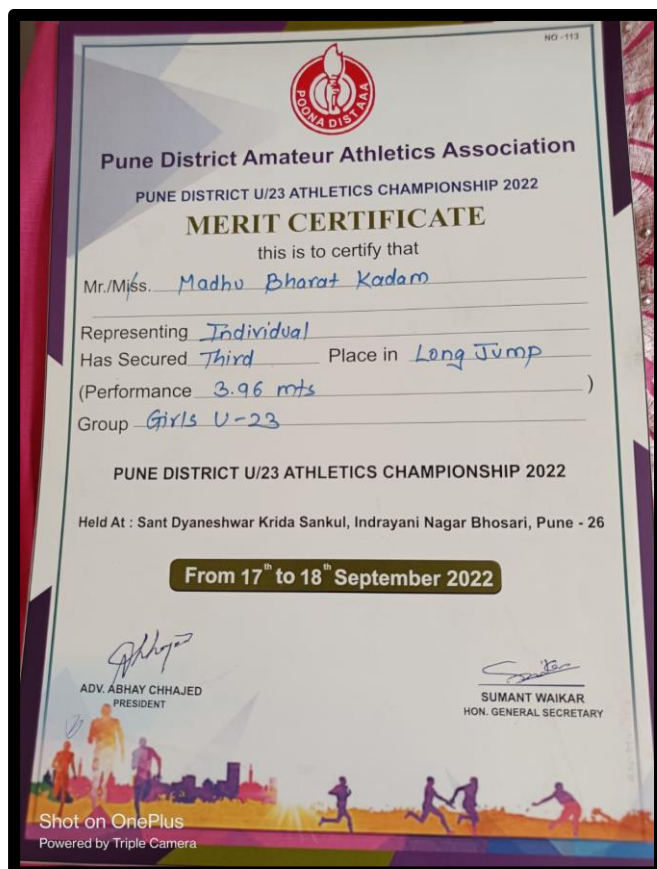 NO -113
POONA DIST AAA
Pune District Amateur Athletics Association
PUNE DISTRICT U/23 ATHLETICS CHAMPIONSHIP 2022
MERIT CERTIFICATE
this is to certify that
Mr./Miss. Madhu Bharat Kadam
Representing Individual
Has Secured Third Place in Long Jump
(Performance 3.96 mts )
Group Girls U-23
PUNE DISTRICT U/23 ATHLETICS CHAMPIONSHIP 2022
Held At : Sant Dyaneshwar Krida Sankul, Indrayani Nagar Bhosari, Pune - 26
From 17th to 18th September 2022
ADV. ABHAY CHHAJED
PRESIDENT
SUMANT WAIKAR
HON. GENERAL SECRETARY
Shot on OnePlus
Powered by Triple Camera